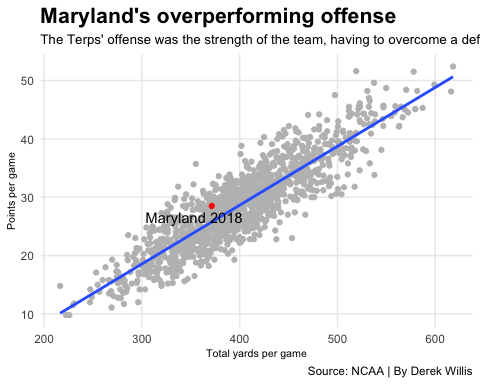 Maryland's overperforming offense
The Terps' offense was the strength of the team, having to overcome a def
50
40
30
20
10
Points per game
Maryland 2018
200 300 400 500 600
Total yards per game
Source: NCAA | By Derek Willis